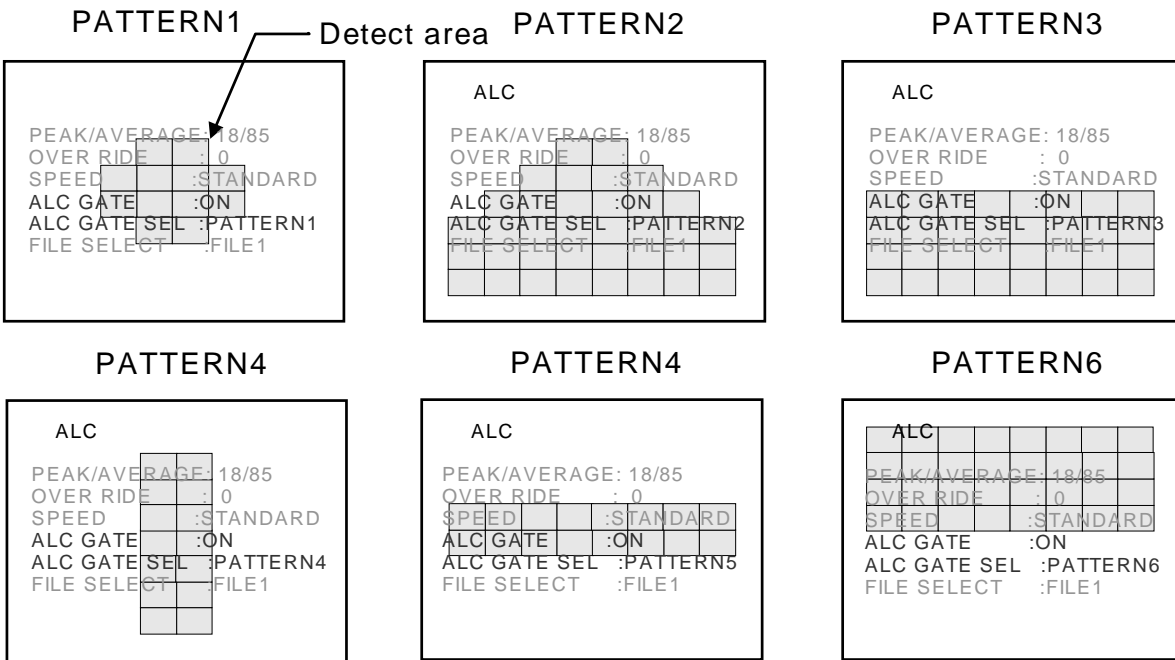 PATTERN1
Detect area
PEAK/AVERAGE: 18/85
OVER RIDE : 0
SPEED :STANDARD
ALC GATE :ON
ALC GATE SEL :PATTERN1
FILE SELECT :FILE1
PATTERN2
ALC
PEAK/AVERAGE: 18/85
OVER RIDE : 0
SPEED :STANDARD
ALC GATE :ON
ALC GATE SEL :PATTERN2
FILE SELECT :FILE1
PATTERN3
ALC
PEAK/AVERAGE: 18/85
OVER RIDE : 0
SPEED :STANDARD
ALC GATE :ON
ALC GATE SEL :PATTERN3
FILE SELECT :FILE1
PATTERN4
ALC
PEAK/AVERAGE: 18/85
OVER RIDE : 0
SPEED :STANDARD
ALC GATE :ON
ALC GATE SEL :PATTERN4
FILE SELECT :FILE1
PATTERN4
ALC
PEAK/AVERAGE: 18/85
OVER RIDE : 0
SPEED :STANDARD
ALC GATE :ON
ALC GATE SEL :PATTERN5
FILE SELECT :FILE1
PATTERN6
ALC
PEAK/AVERAGE: 18/85
OVER RIDE : 0
SPEED :STANDARD
ALC GATE :ON
ALC GATE SEL :PATTERN6
FILE SELECT :FILE1